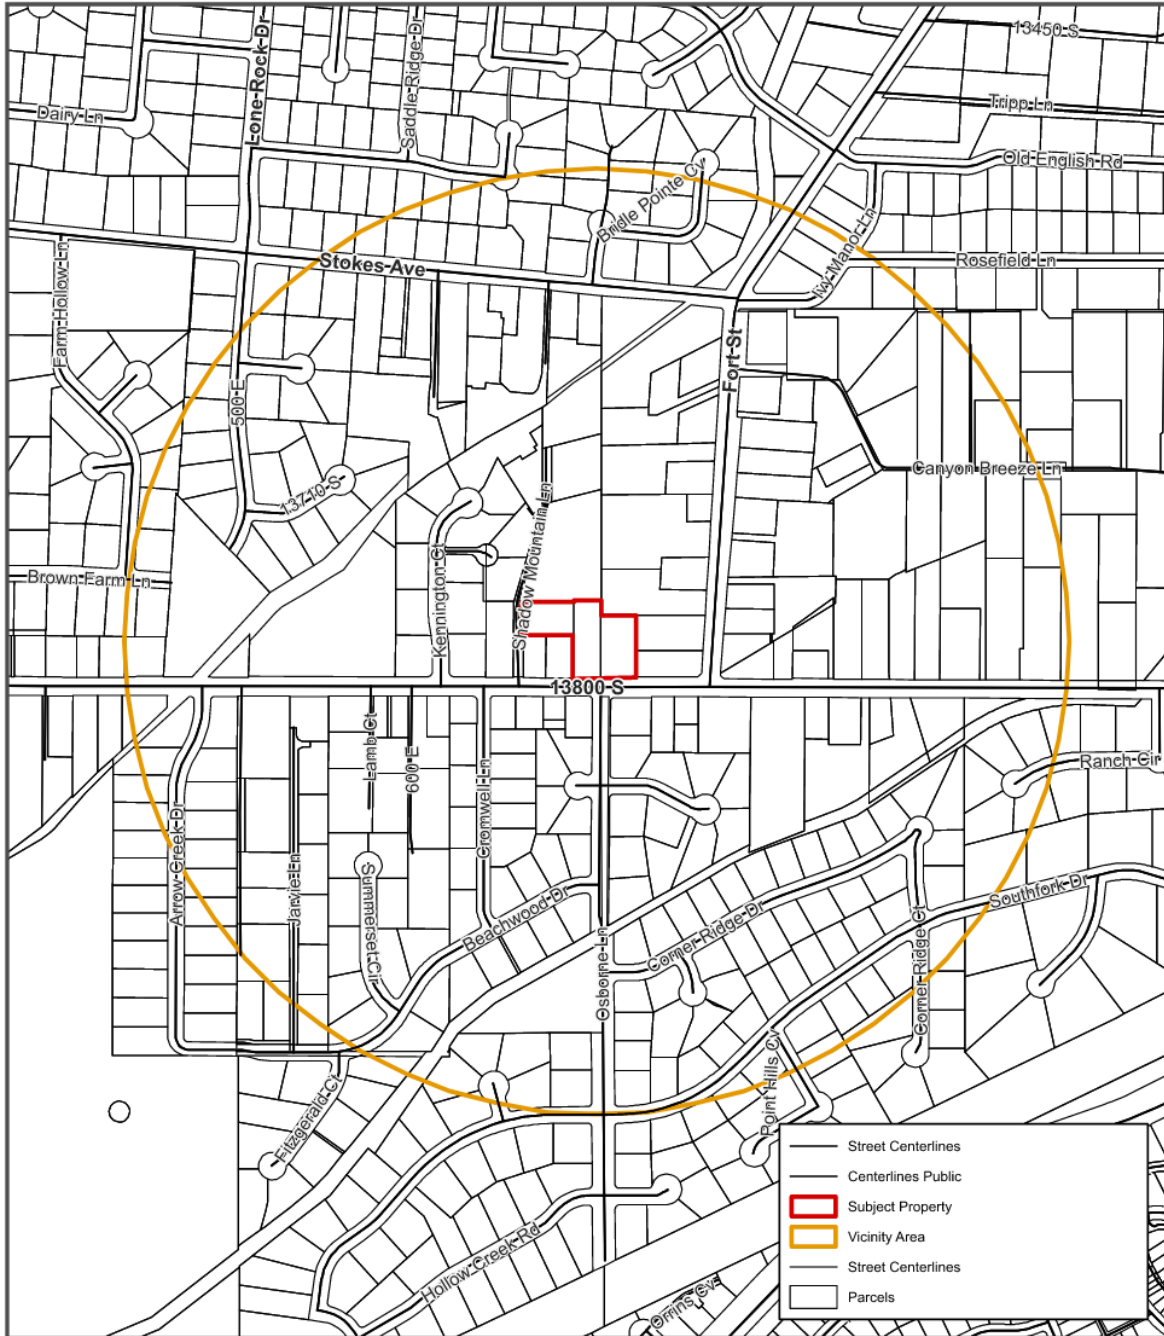 13450 S
Lone Rock Dr
Saddle Ridge Dr
Dairy Ln
Tripp Ln
Old English Rd
Bridle Pointe Cv
Ivy Manor Ln
Stokes Ave
Rosefield Ln
Farm Hollow Ln
Fort St
500 E
Canyon Breeze Ln
13710 S
Shadow Mountain Ln
Kennington Ct
Brown Farm Ln
13800 S
Lamb Ct
600 E
Cromwell Ln
Ranch Cir
Arrow Creek Dr
Jarvie Ln
Summerset Cir
Beachwood Dr
Southfork Dr
Corner Ridge Dr
Osborne Ln
Corner Ridge Ct
Point Hills Cv
Fitzgerald Ct
Hollow Creek Rd
Orrins Cv
Street Centerlines
Centerlines Public
Subject Property
Vicinity Area
Street Centerlines
Parcels